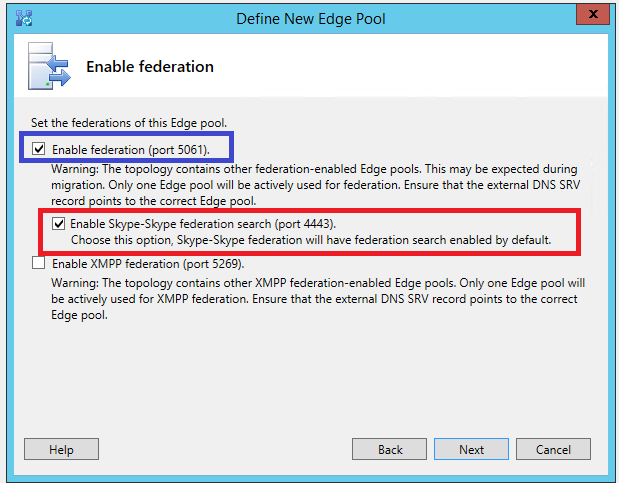 Define New Edge Pool
x
Enable federation
Set the federations of this Edge pool.
Enable federation (port 5061).
Warning: The topology contains other federation-enabled Edge pools. This may be expected during
migration. Only one Edge pool will be actively used for federation. Ensure that the external DNS SRV
record points to the correct Edge pool.
Enable Skype-Skype federation search (port 4443).
Choose this option, Skype-Skype federation will have federation search enabled by default.
Enable XMPP federation (port 5269).
Warning: The topology contains other XMPP federation-enabled Edge pools. Only one Edge pool will
be actively used for XMPP federation. Ensure that the external DNS SRV record points to the correct
Edge pool.
Help
Back
Next
Cancel